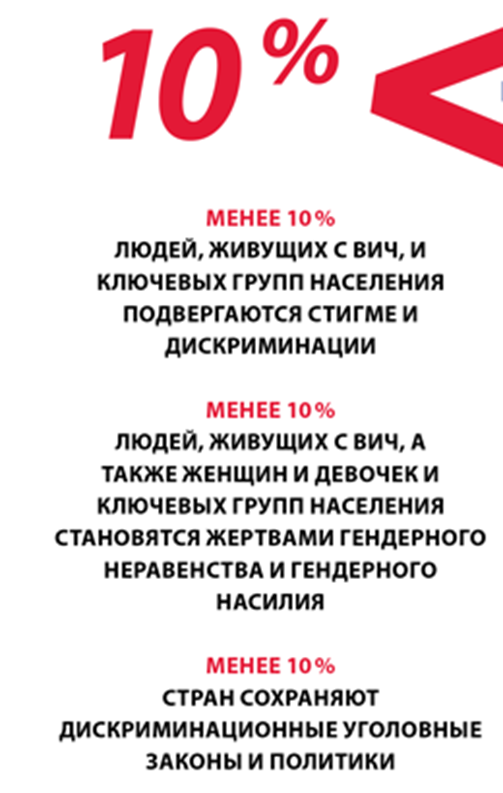 10%
МЕНЕЕ 10%
ЛЮДЕЙ, ЖИВУЩИХ С ВИЧ, И
КЛЮЧЕВЫХ ГРУПП НАСЕЛЕНИЯ
ПОДВЕРГАЮТСЯ СТИГМЕ И
ДИСКРИМИНАЦИИ
МЕНЕЕ 10%
ЛЮДЕЙ, ЖИВУЩИХ С ВИЧ, А
ТАКЖЕ ЖЕНЩИН И ДЕВОЧЕК И
КЛЮЧЕВЫХ ГРУПП НАСЕЛЕНИЯ
СТАНОВЯТСЯ ЖЕРТВАМИ ГЕНДЕРНОГО
НЕРАВЕНСТВА И ГЕНДЕРНОГО
НАСИЛИЯ
МЕНЕЕ 10%
СТРАН СОХРАНЯЮТ
ДИСКРИМИНАЦИОННЫЕ УГОЛОВНЫЕ
ЗАКОНЫ И ПОЛИТИКИ